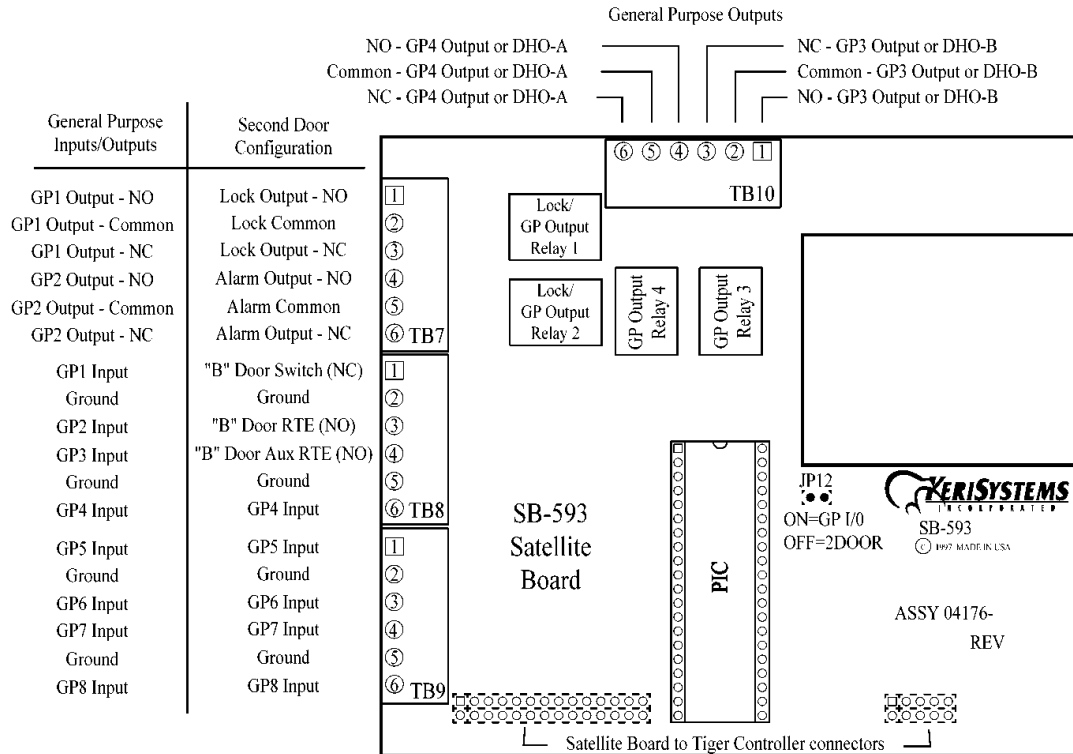 General Purpose Outputs
NO - GP4 Output or DHO-A
NC - GP3 Output or DHO-B
Common - GP4 Output or DHO-A
Common - GP3 Output or DHO-B
NC - GP4 Output or DHO-A
NO - GP3 Output or DHO-B
General Purpose
Inputs/Outputs
Second Door
Configuration
6 5 4 3 2 1
TB10
GP1 Output - NO Lock Output - NO 1
GP1 Output - Common Lock Common 2
GP1 Output - NC Lock Output - NC 3
GP2 Output - NO Alarm Output - NO 4
GP2 Output - Common Alarm Common 5
GP2 Output - NC Alarm Output - NC 6 TB7
Lock/
GP Output
Relay 1
Lock/
GP Output
Relay 2
GP Output
Relay 4
GP Output
Relay 3
GP1 Input "B" Door Switch (NC) 1
Ground Ground 2
GP2 Input "B" Door RTE (NO) 3
GP3 Input "B" Door Aux RTE (NO) 4
Ground Ground 5
GP4 Input GP4 Input 6 TB8
GP5 Input GP5 Input 1
Ground Ground 2
GP6 Input GP6 Input 3
GP7 Input GP7 Input 4
Ground Ground 5
GP8 Input GP8 Input 6 TB9
SB-593
Satellite
Board
PIC
JP12
ON=GP I/0
OFF=2DOOR
KERISYSTEMS
INCORPORATED
SB-593
© 1997 MADE IN USA
ASSY 04176-
REV
Satellite Board to Tiger Controller connectors